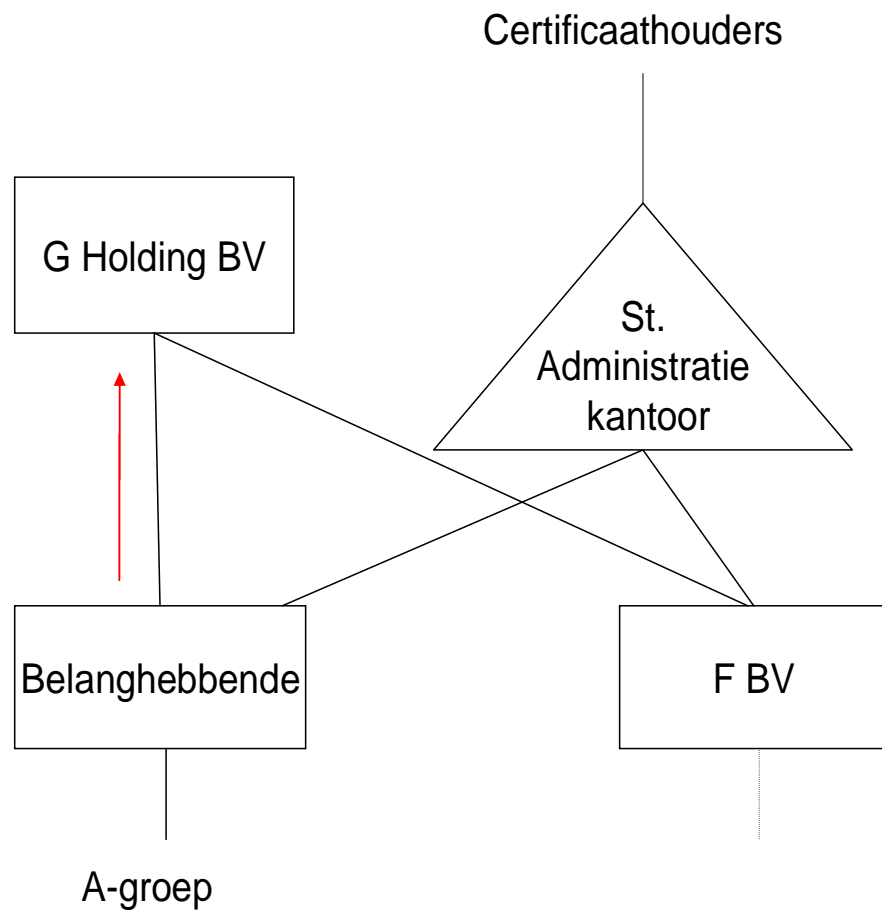 Certificaathouders
G Holding BV
St.
Administratie
kantoor
Belanghebbende
F BV
A-groep